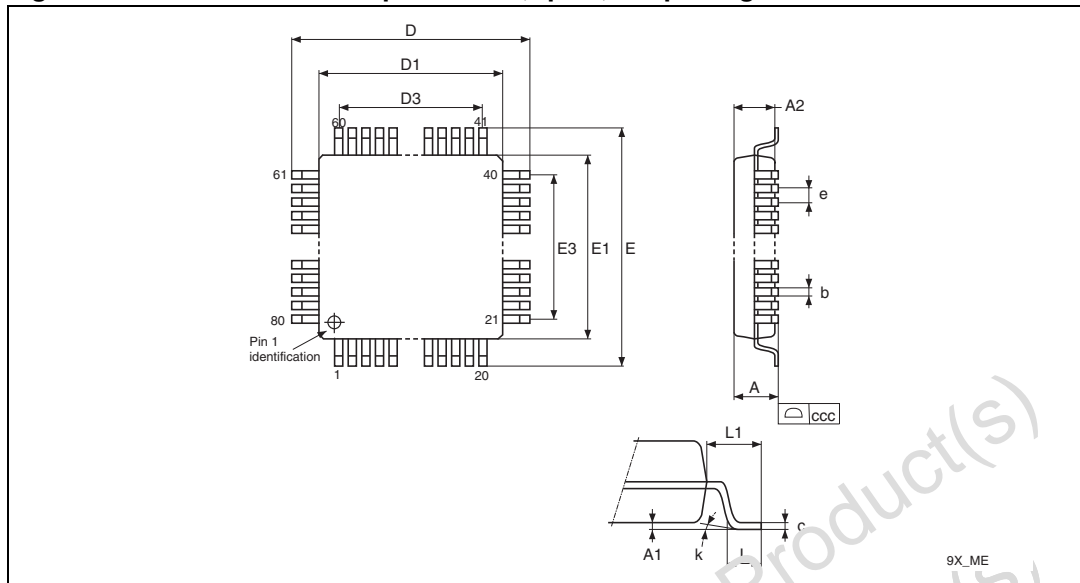 D
D1
D3
60
41
61
40
E3
E1
E
80
21
Pin 1
identification
1
20
A2
e
b
A
ccc
L1
c
A1
k
L
9X_ME
Product(s)